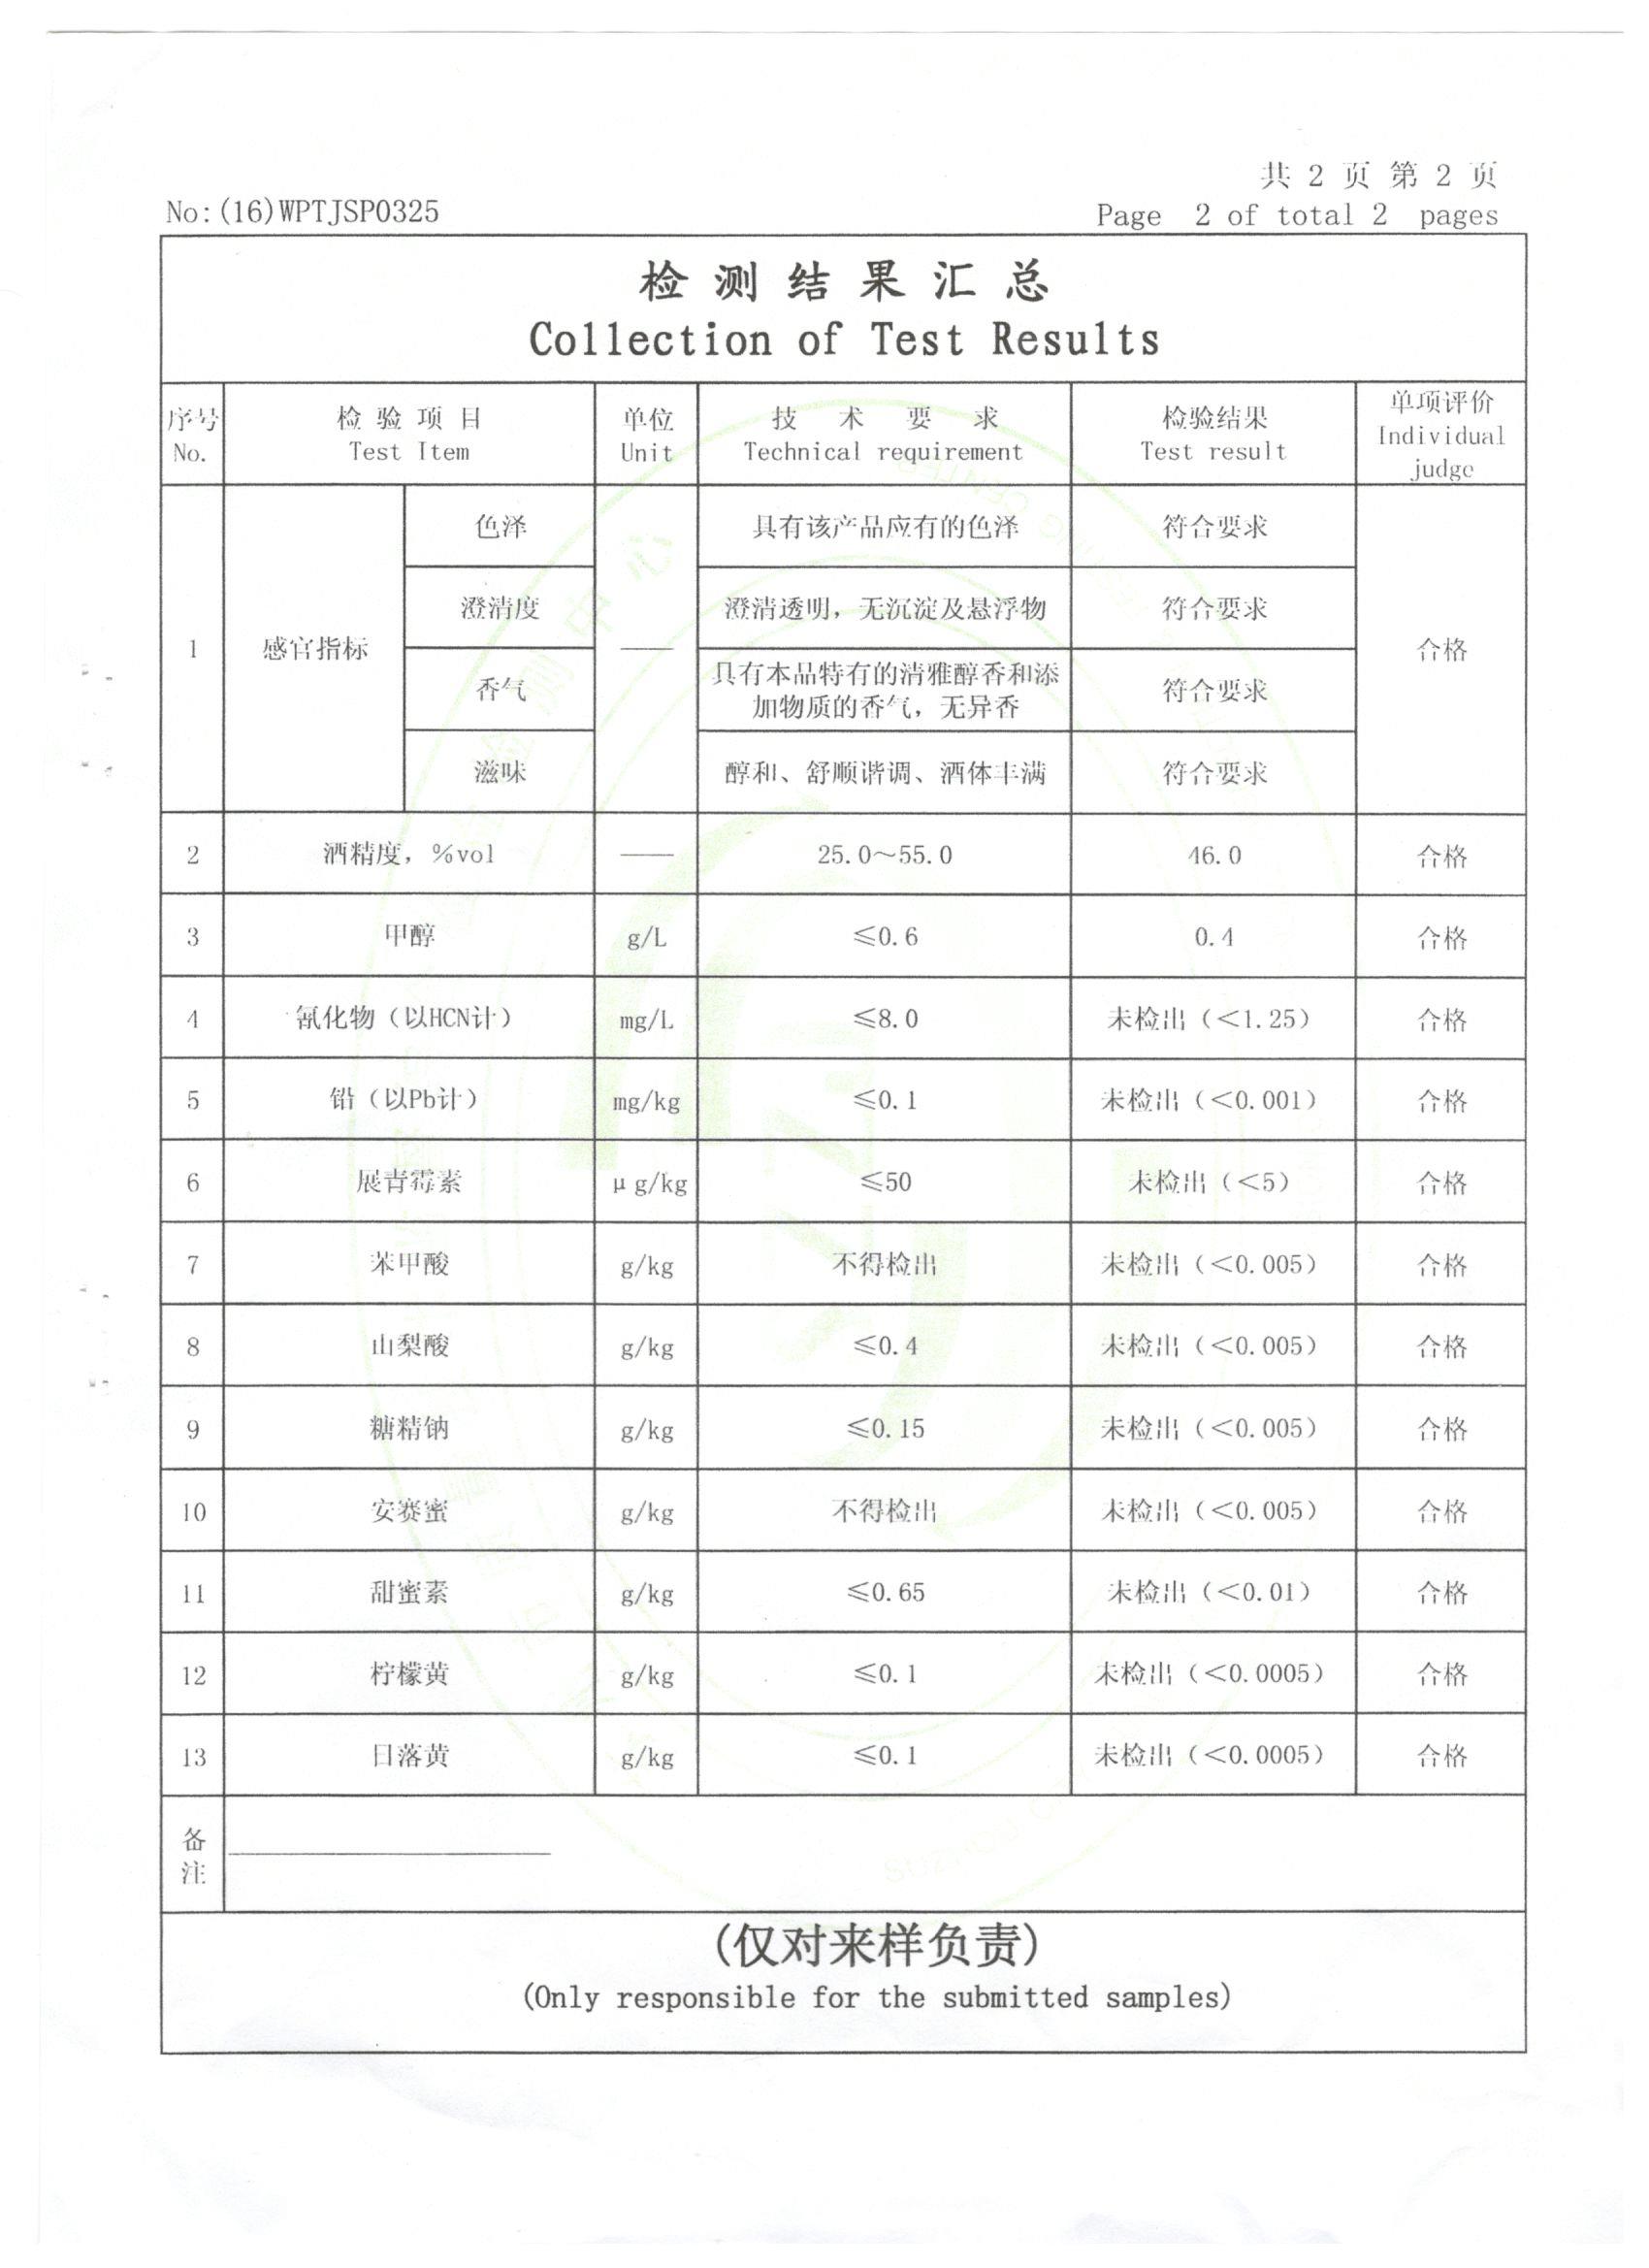 共 2 页 第 2 页
No:(16)WPTJSP0325
Page 2 of total 2 pages
检 测 结 果 汇 总
Collection of Test Results
序号 检 验 项 目 单位 技 术 要 求 检验结果 单项评价
No. Test Item Unit Technical requirement Test result Individual judge
1 感官指标 色泽 —— 具有该产品应有的色泽 符合要求 合格
澄清度 澄清透明，无沉淀及悬浮物 符合要求
香气 具有本品特有的清雅醇香和添
加物质的香气，无异香 符合要求
滋味 醇和、舒顺谐调、酒体丰满 符合要求
2 酒精度，%vol —— 25.0～55.0 46.0 合格
3 甲醇 g/L ≤0.6 0.4 合格
4 氰化物（以HCN计） mg/L ≤8.0 未检出（＜1.25） 合格
5 铅（以Pb计） mg/kg ≤0.1 未检出（＜0.001） 合格
6 展青霉素 μg/kg ≤50 未检出（＜5） 合格
7 苯甲酸 g/kg 不得检出 未检出（＜0.005） 合格
8 山梨酸 g/kg ≤0.4 未检出（＜0.005） 合格
9 糖精钠 g/kg ≤0.15 未检出（＜0.005） 合格
10 安赛蜜 g/kg 不得检出 未检出（＜0.005） 合格
11 甜蜜素 g/kg ≤0.65 未检出（＜0.01） 合格
12 柠檬黄 g/kg ≤0.1 未检出（＜0.0005） 合格
13 日落黄 g/kg ≤0.1 未检出（＜0.0005） 合格
备
注
(仅对来样负责)
(Only responsible for the submitted samples)